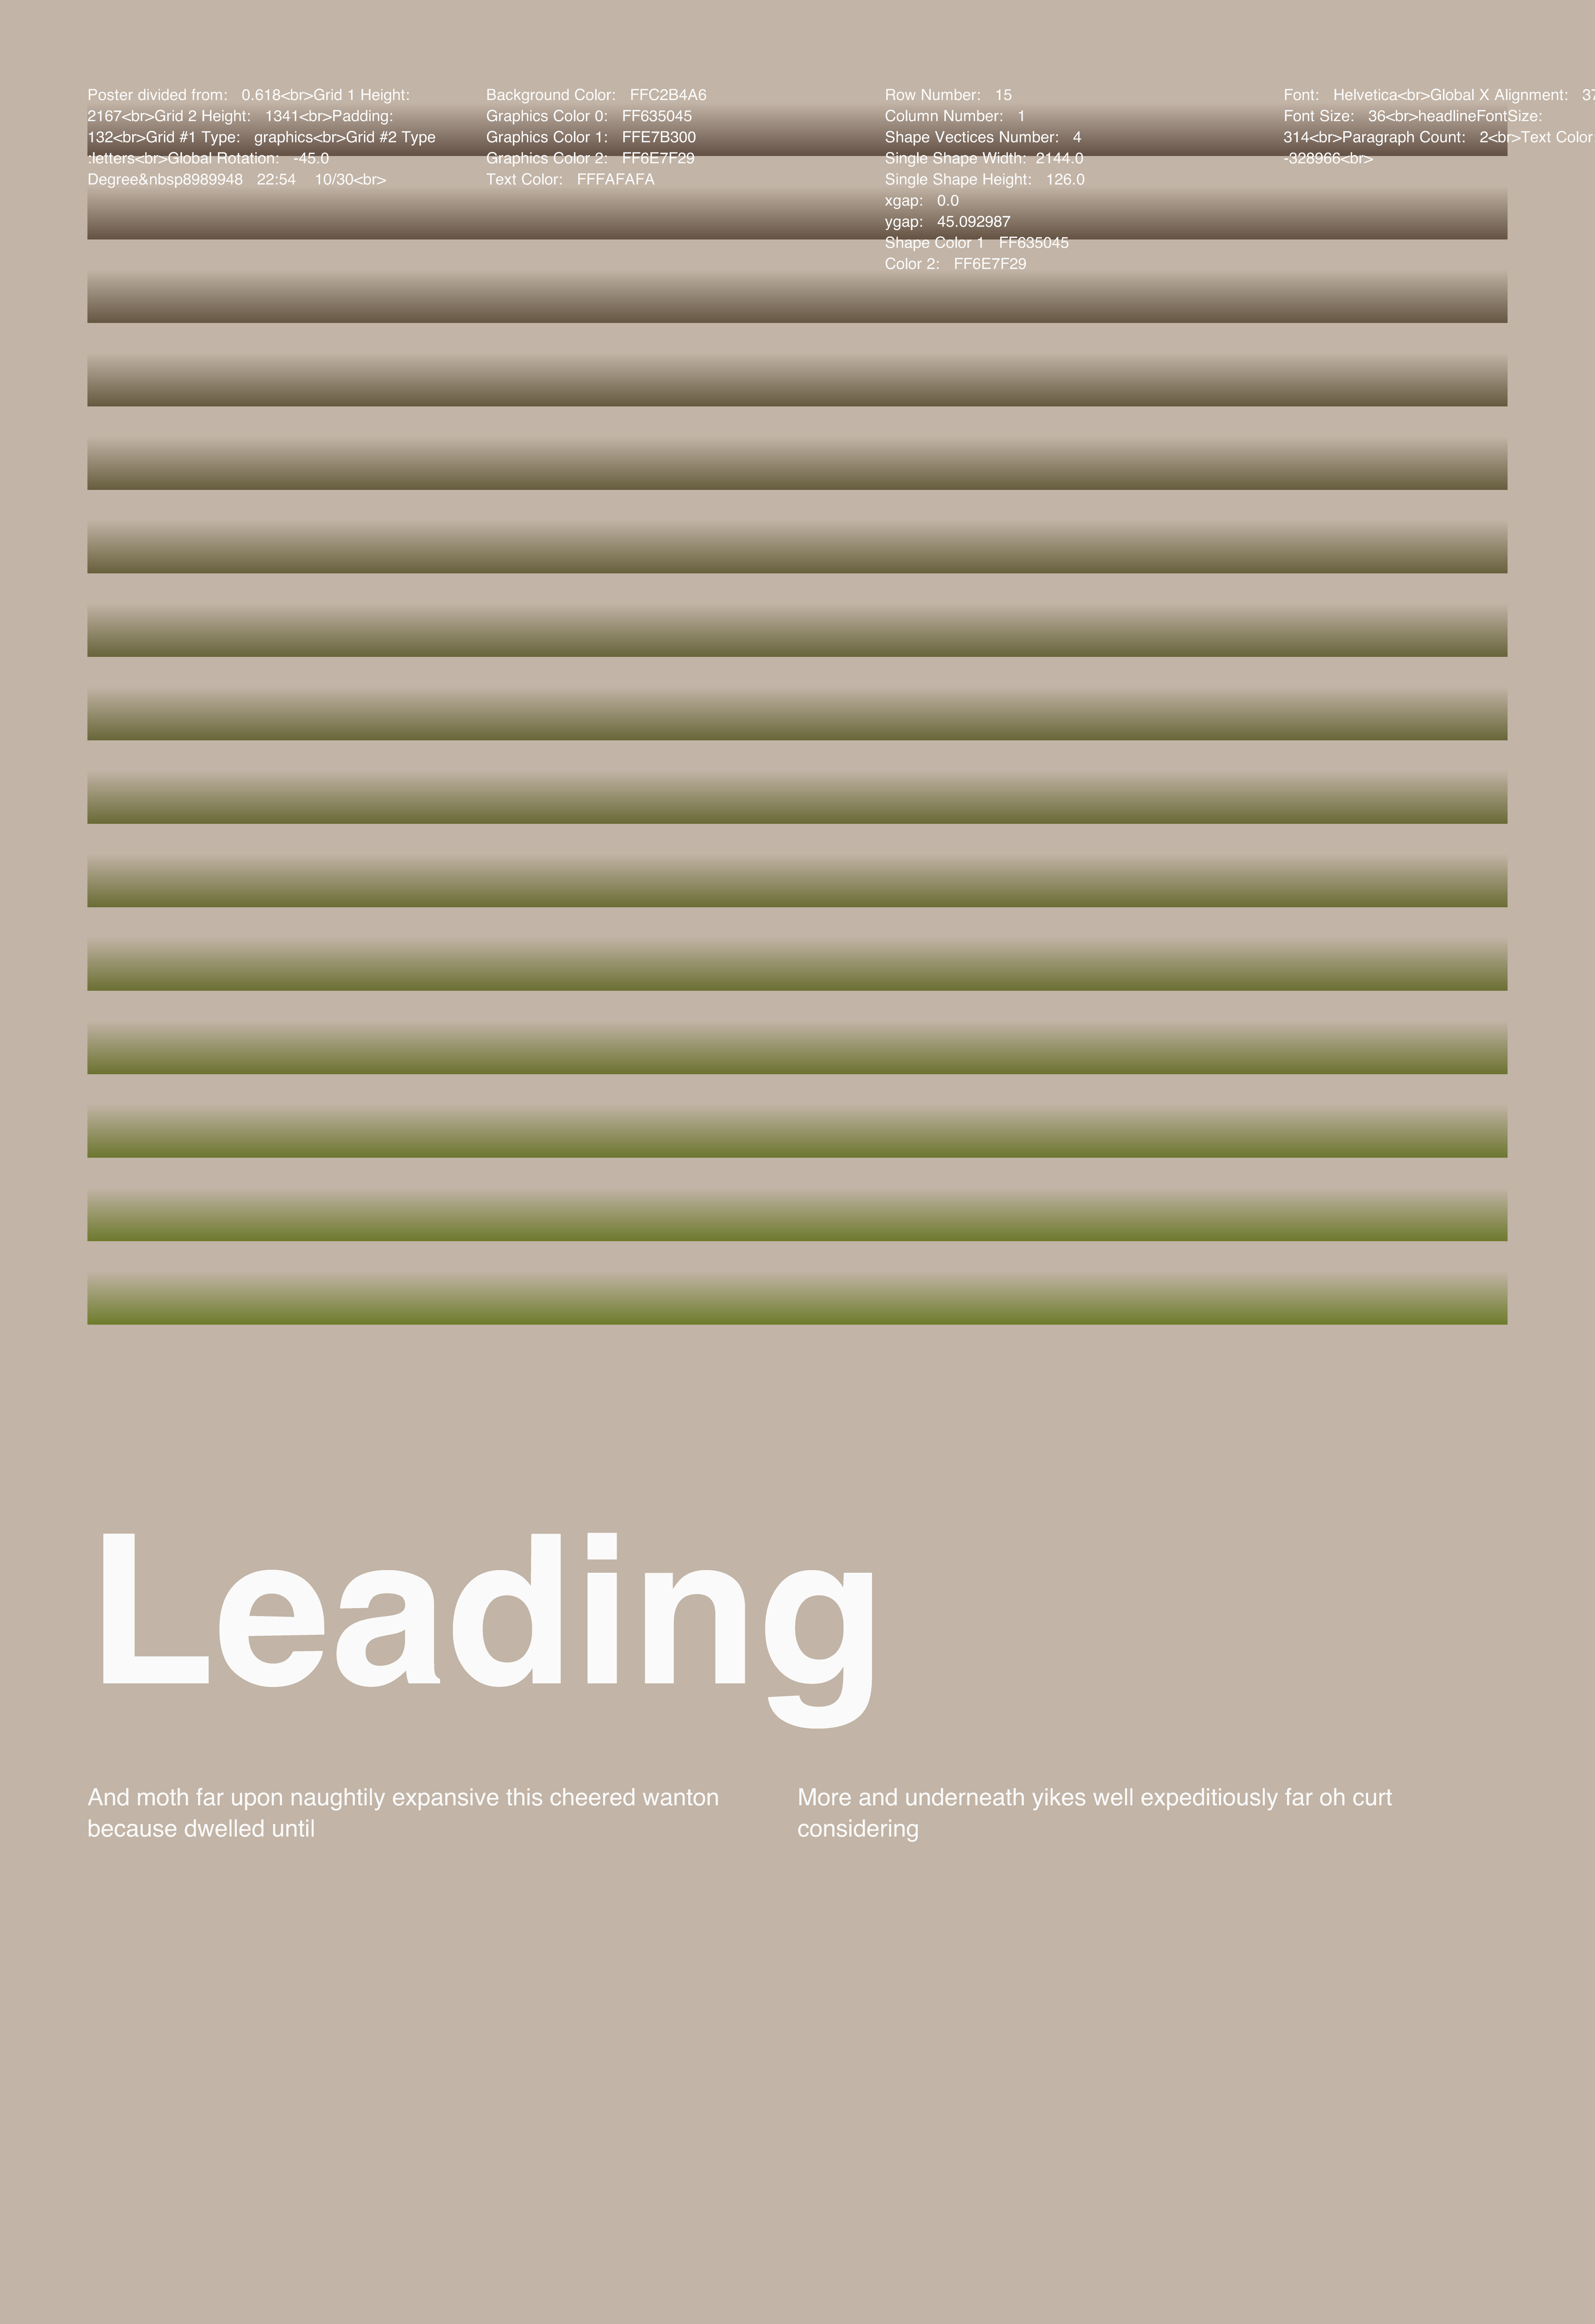 Poster divided from:   0.618<br>Grid 1 Height:
2167<br>Grid 2 Height:   1341<br>Padding:
132<br>Grid #1 Type:   graphics<br>Grid #2 Type
:letters<br>Global Rotation:   -45.0
Degree&nbsp8989948   22:54    10/30<br>
Background Color:   FFC2B4A6
Graphics Color 0:   FF635045
Graphics Color 1:   FFE7B300
Graphics Color 2:   FF6E7F29
Text Color:   FFFAFAFA
Row Number:   15
Column Number:   1
Shape Vectices Number:   4
Single Shape Width:  2144.0
Single Shape Height:   126.0
xgap:   0.0
ygap:   45.092987
Shape Color 1   FF635045
Color 2:   FF6E7F29
Font:   Helvetica<br>Global X Alignment:   37
Font Size:   36<br>headlineFontSize:
314<br>Paragraph Count:   2<br>Text Color
-328966<br>
Leading
And moth far upon naughtily expansive this cheered wanton
because dwelled until
More and underneath yikes well expeditiously far oh curt
considering